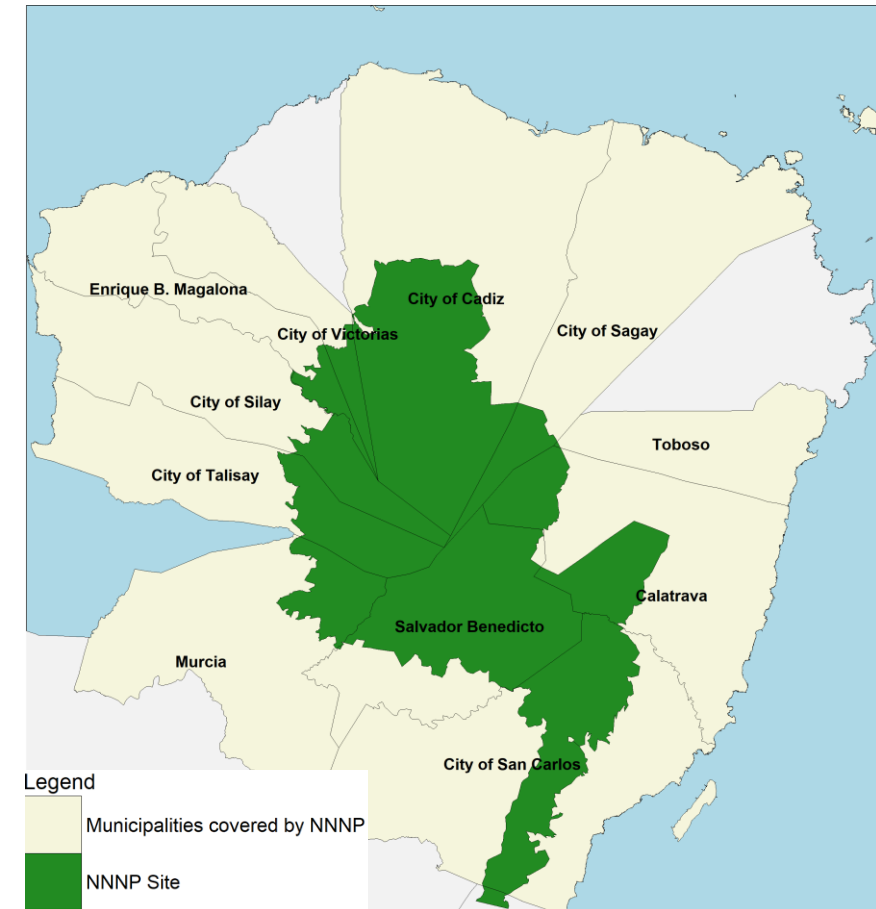 Enrique B. Magalona
City of Cadiz
City of Victorias
City of Sagay
City of Silay
Toboso
City of Talisay
Calatrava
Salvador Benedicto
Murcia
City of San Carlos
Legend
Municipalities covered by NNNP
NNNP Site